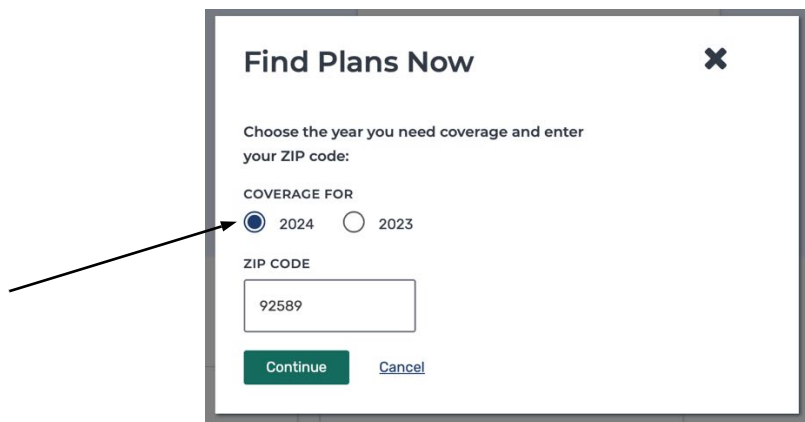 Find Plans Now
Choose the year you need coverage and enter
your ZIP code:
COVERAGE FOR
2024 2023
ZIP CODE
92589
Continue Cancel